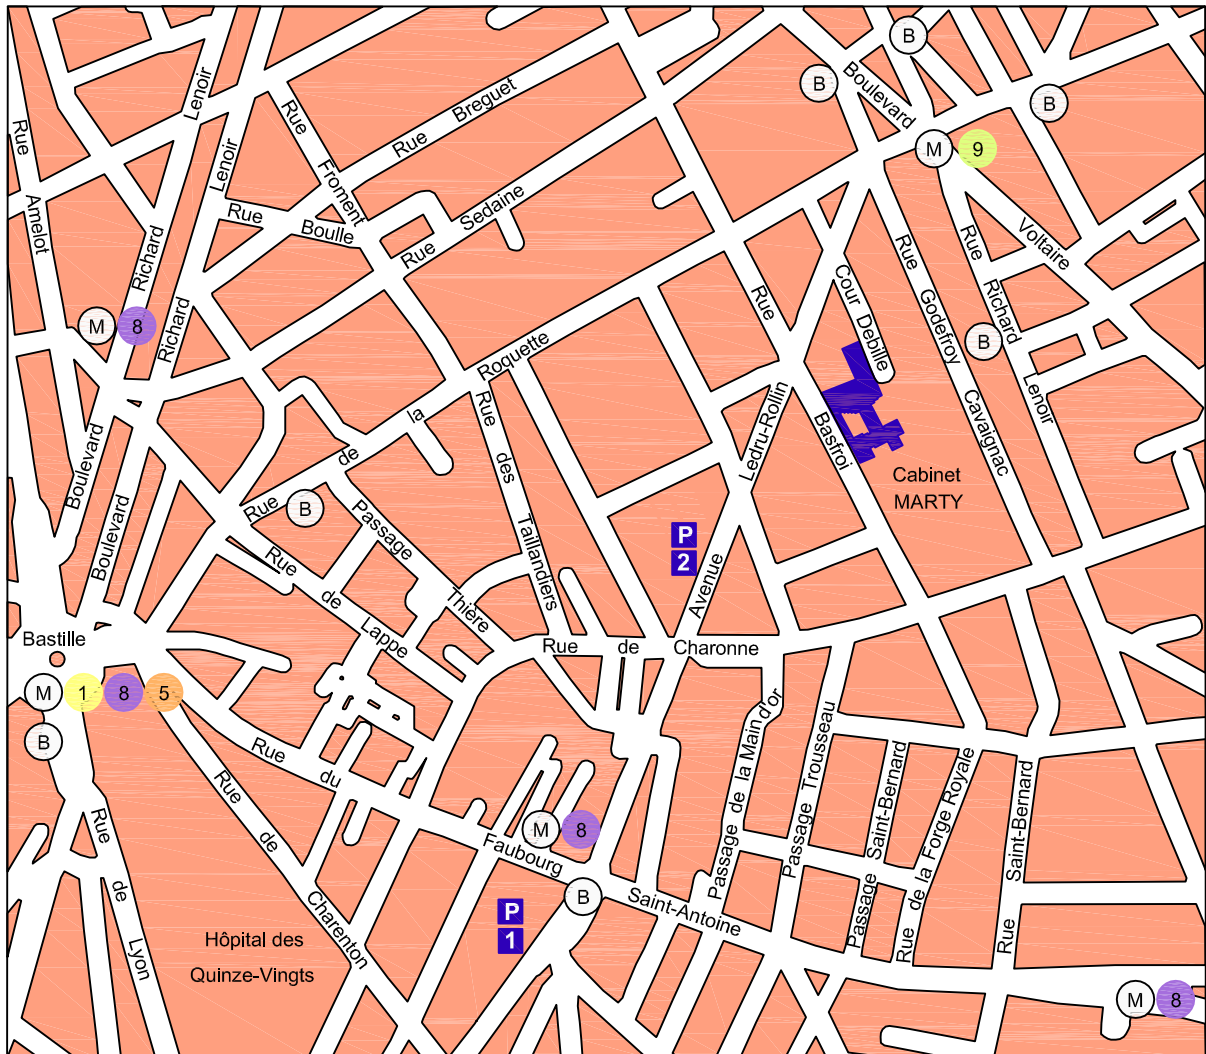 B
B
B
Boulevard
M 9
Rue Amelot
Lenoir
Lenoir
Rue Froment
Rue Breguet
Rue Boulle
Rue Sedaine
Richard
Richard
M 8
Boulevard
Boulevard
Rue de la Roquette
B
Rue
Basfroi
Cour Debille
Rue Godefroy Cavaignac
Rue Richard Lenoir
B
Voltaire
Cabinet
MARTY
Avenue Ledru-Rollin
Rue des Taillandiers
Passage Thière
Rue de Lappe
P
2
Rue de Charonne
Bastille
M 1 8 5
B
Rue du Faubourg Saint-Antoine
Rue de Charenton
Rue de Lyon
M 8
B
P
1
Hôpital des
Quinze-Vingts
Passage de la Main d'or
Passage Trousseau
Passage Saint-Bernard
Rue de la Forge Royale
Rue Saint-Bernard
M 8